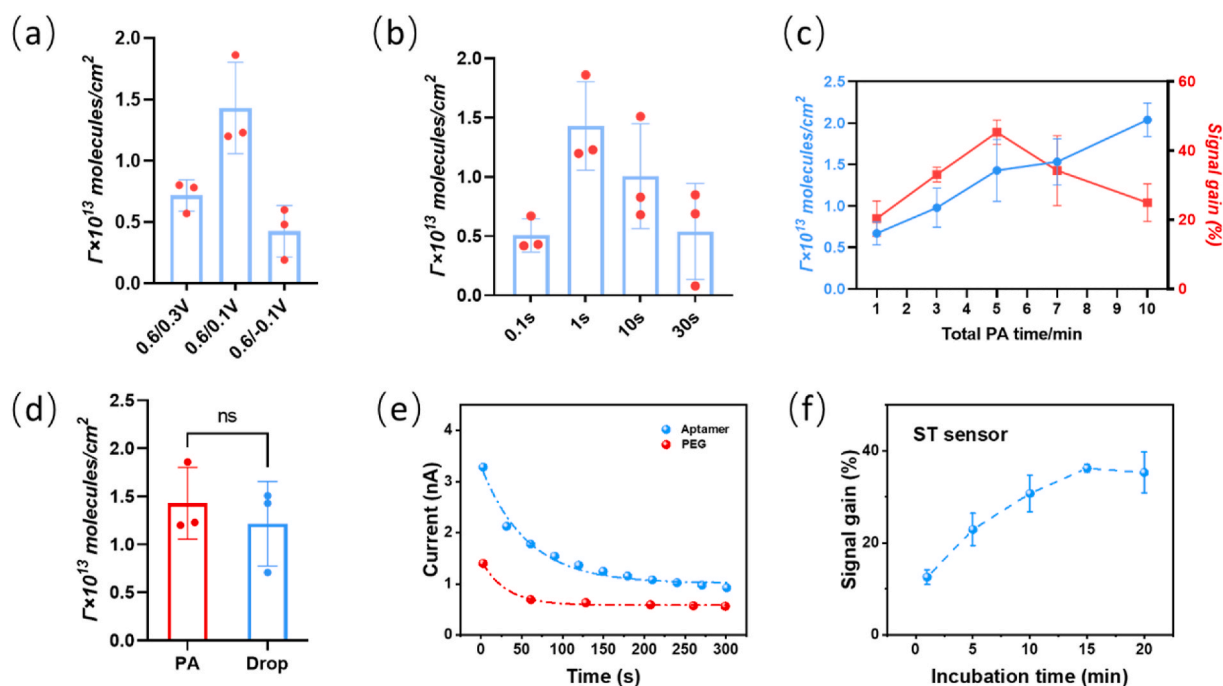 (a)
Γ×10¹³ molecules/cm²
2.0
1.5
1.0
0.5
0.0
0.6/0.3V
0.6/0.1V
0.6/-0.1V
(b)
Γ×10¹³ molecules/cm²
2.0
1.5
1.0
0.5
0.0
0.1s
1s
10s
30s
(c)
Γ×10¹³ molecules/cm²
2.5
2.0
1.5
1.0
0.5
0.0
60
40
20
0
Signal gain
(%)
1 2 3 4 5 6 7 8 9 10
Total PA time/min
(d)
Γ×10¹³ molecules/cm²
2.5
2.0
1.5
1.0
0.5
0.0
ns
PA
Drop
(e)
Current (nA)
4
3
2
1
0
Aptamer
PEG
0 50 100 150 200 250 300
Time (s)
(f)
Signal gain (%)
40
20
0
ST sensor
0 5 10 15 20
Incubation time (min)